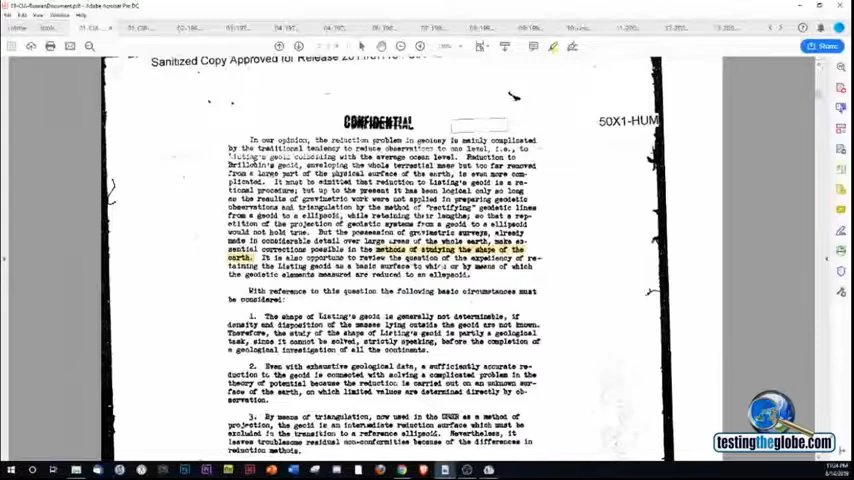 01-CIA-RussianDocument.pdf - Adobe Acrobat Pro DC
File Edit View Window Help
Home Tools
Share
Sanitized Copy Approved for Release
CONFIDENTIAL
50X1-HUM
In our opinion, the reduction problem in geodesy is mainly complicated
by the traditional tendency to reduce observations to one level, i.e., to
Listing's geoid coinciding with the average ocean level. Reduction to
Brillouin's geoid, enveloping the whole terrestrial mass but too far removed
from a large part of the physical surface of the earth, is even more com-
plicated. It must be admitted that reduction to Listing's geoid is a ra-
tional procedure; but up to the present it has been logical only so long
as the results of gravimetric work were not applied in preparing geodetic
observations and triangulation by the method of "rectifying" geodetic lines
from a geoid to a ellipsoid, while retaining their lengths; so that a rep-
etition of the projection of geodetic systems from a geoid to a ellipsoid
would not hold true. But the possession of gravimetric surveys, already
made in considerable detail over large areas of the whole earth, make es-
sential corrections possible in the methods of studying the shape of the
earth. It is also opportune to review the question of the expediency of re-
taining the Listing geoid as a basic surface to which or by means of which
the geodetic elements measured are reduced to an ellipsoid.
With reference to this question the following basic circumstances must
be considered:
1. The shape of Listing's geoid is generally not determinable, if
density and disposition of the masses lying outside the geoid are not known.
Therefore, the study of the shape of Listing's geoid is partly a geological
task, since it cannot be solved, strictly speaking, before the completion of
a geological investigation of all the continents.
2. Even with exhaustive geological data, a sufficiently accurate re-
duction to the geoid is connected with solving a complicated problem in the
theory of potential because the reduction is carried out on an unknown sur-
face of the earth, on which limited values are determined directly by ob-
servation.
3. By means of triangulation, now used in the USSR as a method of
projection, the geoid is an intermediate reduction surface which must be
excluded in the transition to a reference ellipsoid. Nevertheless, it
leaves troublesome residual non-conformities because of the differences in
reduction methods.
testingtheglobe.com